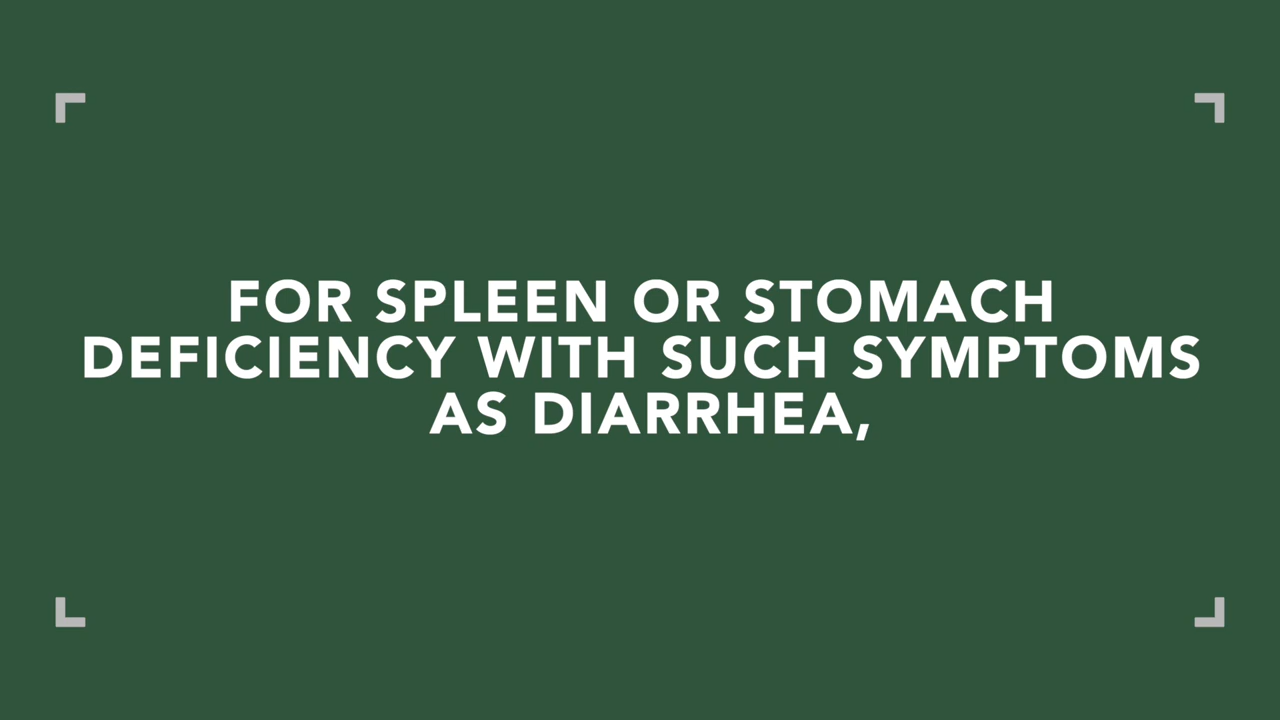 FOR SPLEEN OR STOMACH
DEFICIENCY WITH SUCH SYMPTOMS
AS DIARRHEA,